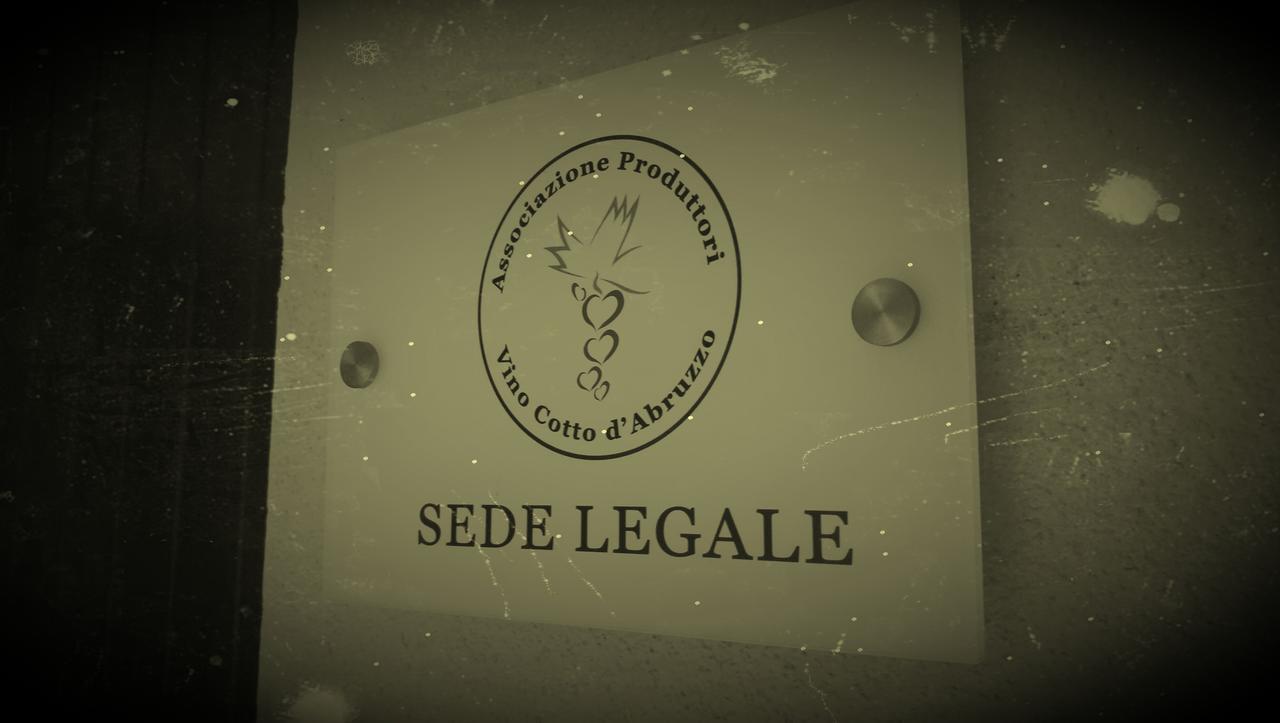 Associazione Produttori
Vino Cotto d'Abruzzo
SEDE LEGALE